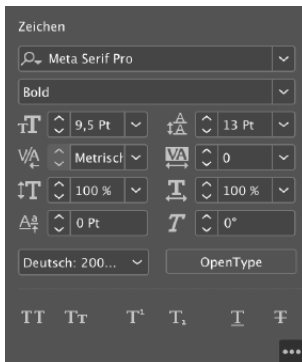 Zeichen
Meta Serif Pro
Bold
9,5 Pt 13 Pt
Metrisch 0
100 % 100 %
0 Pt 0°
Deutsch: 200... OpenType
TT Tт T¹ T₁ T T